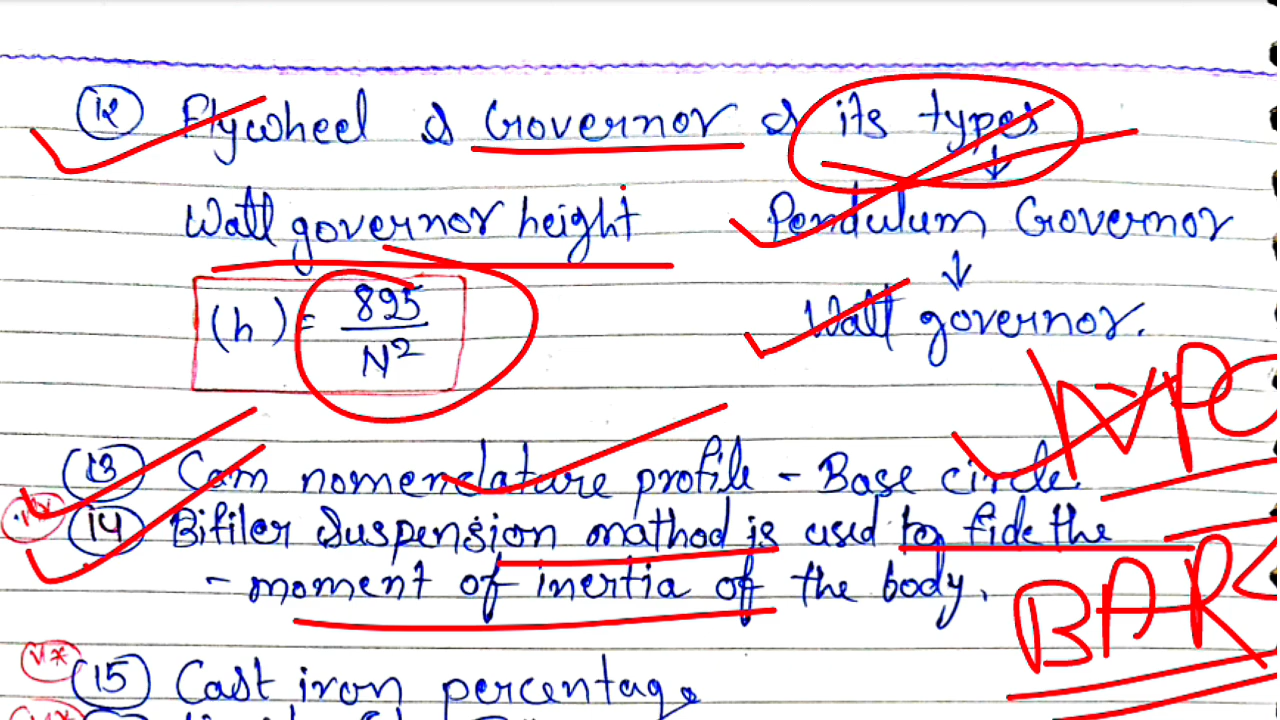 (12) Flywheel & Governor & its types
↓
Watt governor height Pendulum Governor
↓
(h) = 895/N² Watt governor.
NPC
(13) Cam nomenclature profile - Base circle.
(14) Bifiler Suspension mathod is used to fide the
- moment of inertia of the body.
BAR
V* (15) Cast iron percentage